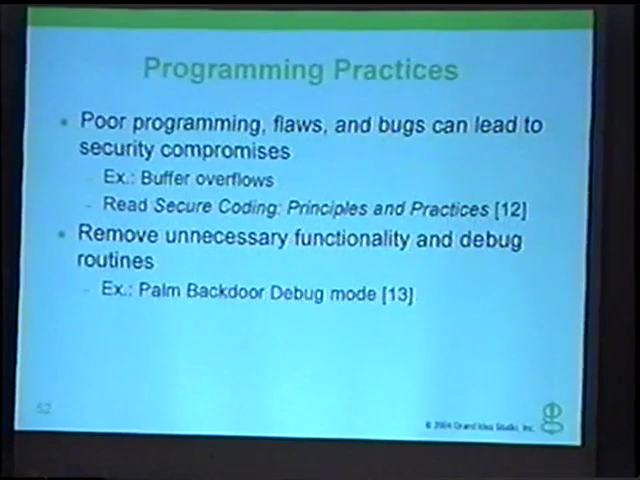 Programming Practices
• Poor programming, flaws, and bugs can lead to
security compromises
- Ex.: Buffer overflows
- Read Secure Coding: Principles and Practices [12]
• Remove unnecessary functionality and debug
routines
- Ex.: Palm Backdoor Debug mode [13]
52
© 2004 Grand Idea Studio, Inc.